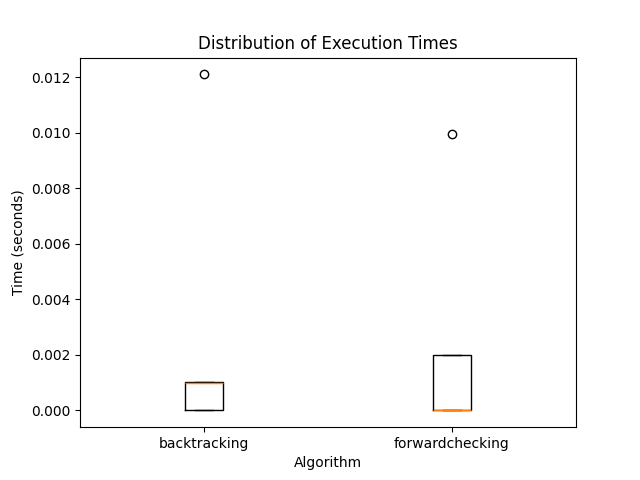 Distribution of Execution Times
Time (seconds)
0.012
0.010
0.008
0.006
0.004
0.002
0.000
backtracking
forwardchecking
Algorithm